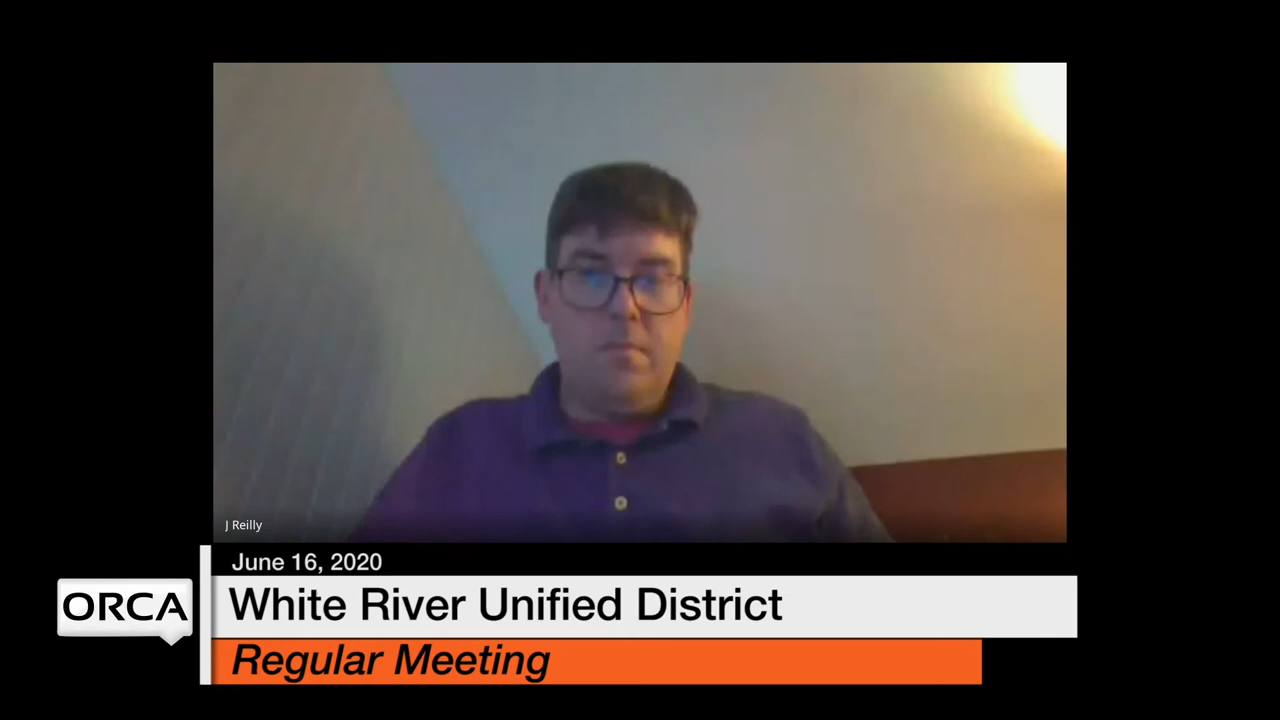 J Reilly
June 16, 2020
ORCA
White River Unified District
Regular Meeting